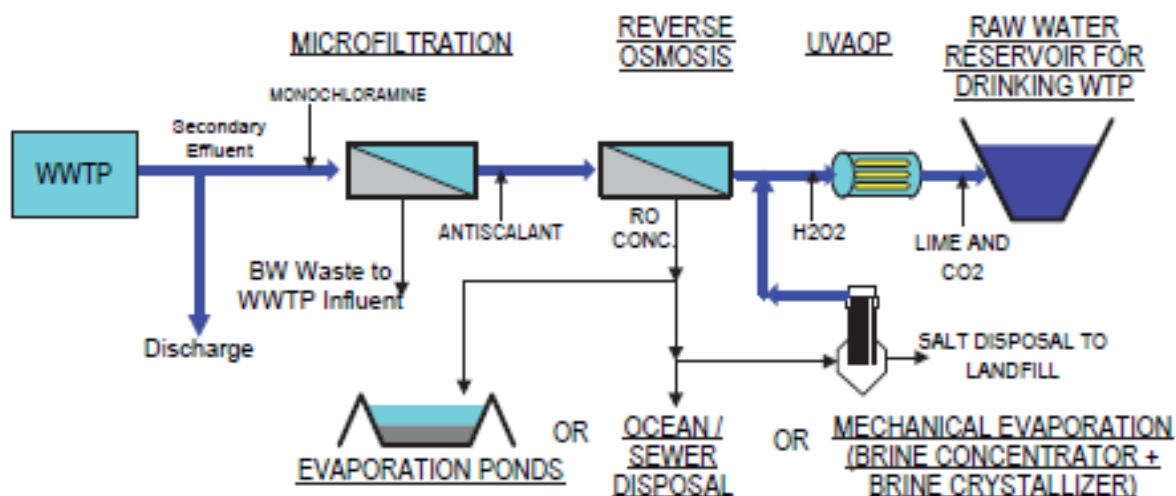 MICROFILTRATION
REVERSE
OSMOSIS
UVAOP
RAW WATER
RESERVOIR FOR
DRINKING WTP
MONOCHLORAMINE
Secondary
Effluent
WWTP
ANTISCALANT
RO
CONC.
H2O2
LIME AND
CO2
BW Waste to
WWTP Influent
Discharge
SALT DISPOSAL TO
LANDFILL
EVAPORATION PONDS
OR
OCEAN /
SEWER
DISPOSAL
OR
MECHANICAL EVAPORATION
(BRINE CONCENTRATOR +
BRINE CRYSTALLIZER)